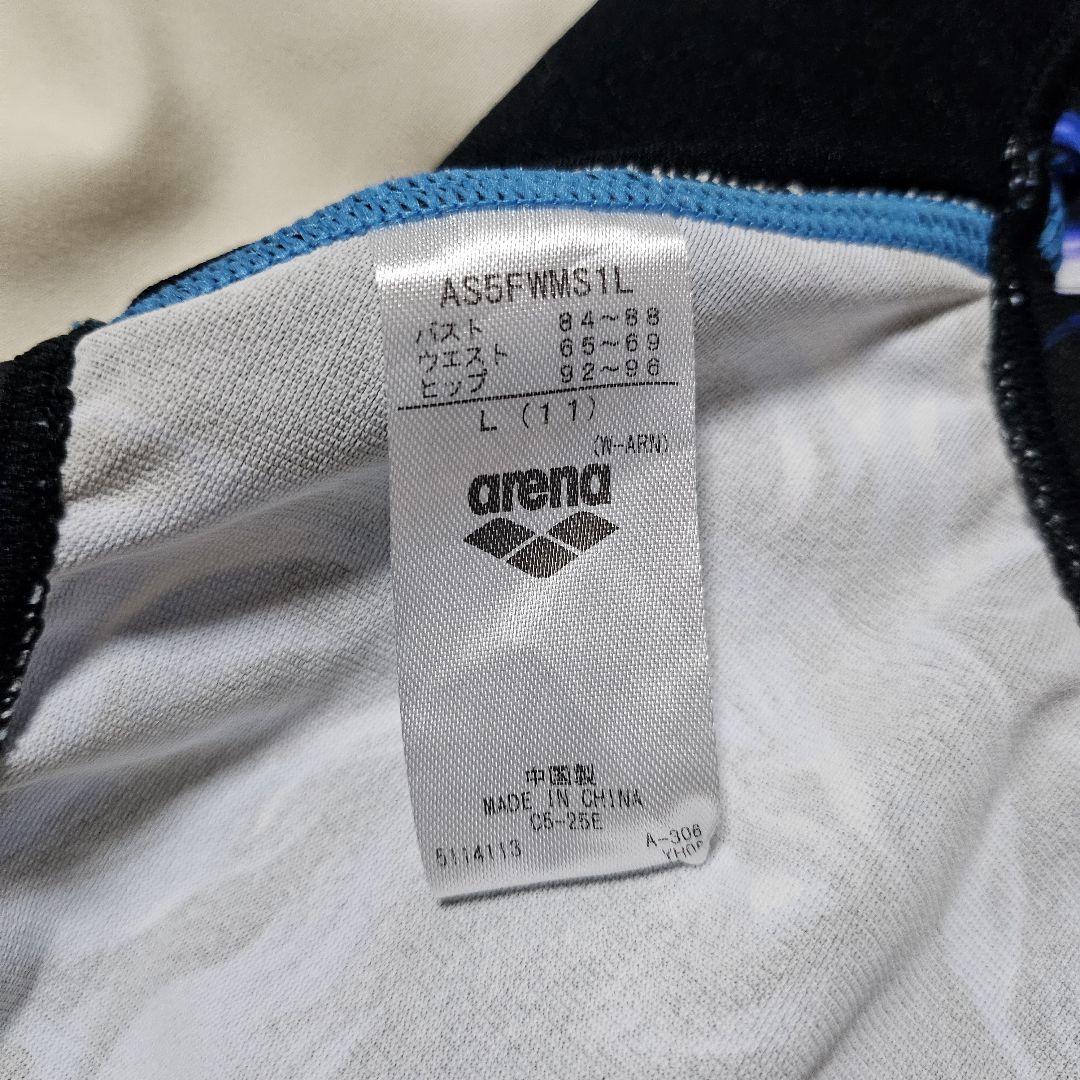 AS5FWMS1L
バスト 84〜88
ウエスト 65〜69
ヒップ 92〜96
L (11)
(W-ARN)
arena
中国製
MADE IN CHINA
C5-25E
5114113 A-306